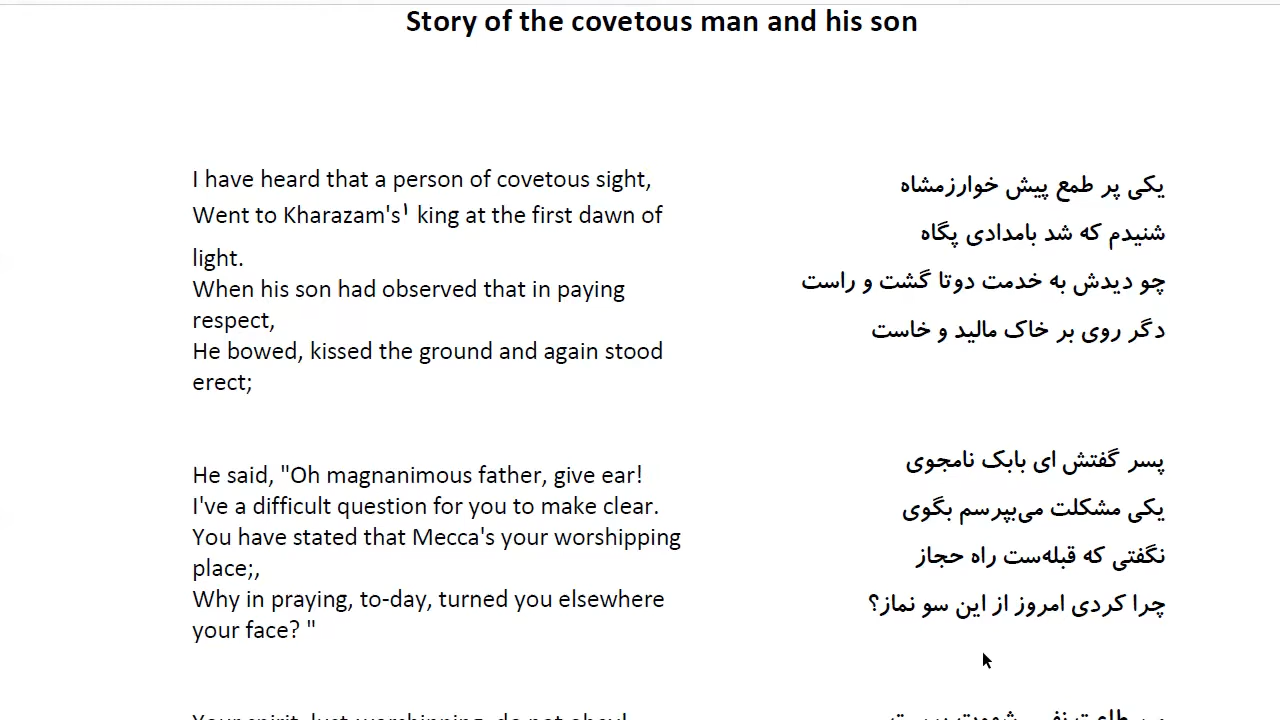 Story of the covetous man and his son
I have heard that a person of covetous sight,
Went to Kharazam's۱ king at the first dawn of
light.
When his son had observed that in paying
respect,
He bowed, kissed the ground and again stood
erect;
He said, "Oh magnanimous father, give ear!
I've a difficult question for you to make clear.
You have stated that Mecca's your worshipping
place;,
Why in praying, to-day, turned you elsewhere
your face? "
یکی پر طمع پیش خوارزمشاه
شنیدم که شد بامدادی پگاه
چو دیدش به خدمت دوتا گشت و راست
دگر روی بر خاک مالید و خاست
پسر گفتش ای بابک نامجوی
یکی مشکلت می‌بپرسم بگوی
نگفتی که قبله‌ست راه حجاز
چرا کردی امروز از این سو نماز؟